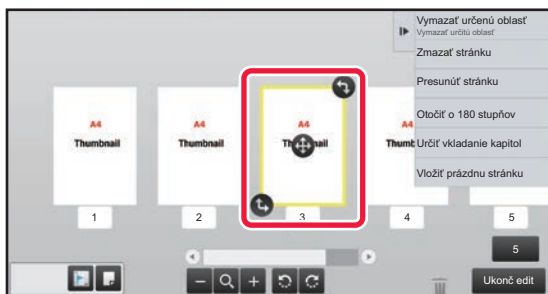 Vymazať určenú oblasť
Vymazať určitú oblasť
Zmazať stránku
Presunúť stránku
Otočiť o 180 stupňov
Určiť vkladanie kapitol
Vložiť prázdnu stránku
A4
Thumbnail
A4
Thumbnail
A4
A4
1
2
3
4
5
5
Ukonč edit